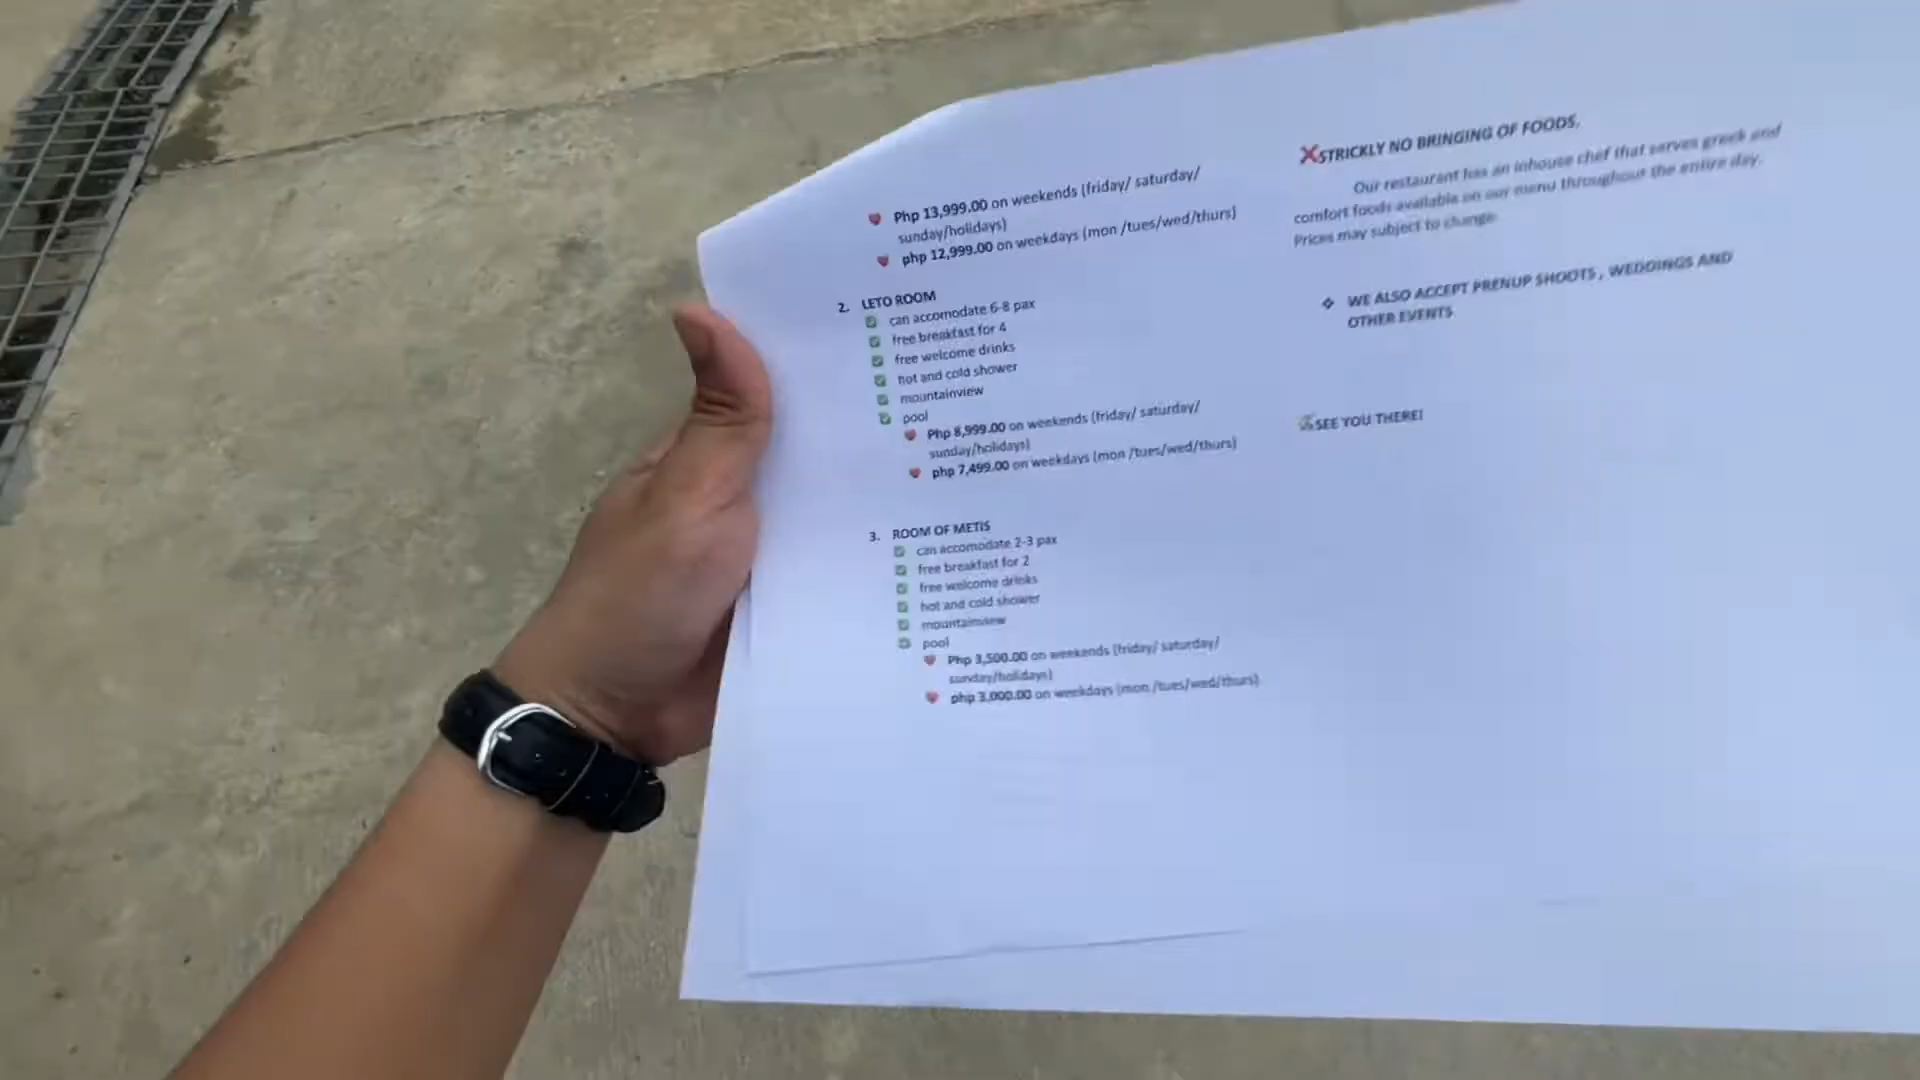 Php 13,999.00 on weekends (friday/ saturday/
sunday/holidays)
php 12,999.00 on weekdays (mon /tues/wed/thurs)
2. LETO ROOM
can accomodate 6-8 pax
free breakfast for 4
free welcome drinks
hot and cold shower
mountainview
pool
Php 8,999.00 on weekends (friday/ saturday/
sunday/holidays)
php 7,499.00 on weekdays (mon /tues/wed/thurs)
3. ROOM OF METIS
can accomodate 2-3 pax
free breakfast for 2
free welcome drinks
hot and cold shower
mountainview
pool
Php 3,500.00 on weekends (friday/ saturday/
sunday/holidays)
php 3,000.00 on weekdays (mon /tues/wed/thurs)
❌STRICKLY NO BRINGING OF FOODS.
Our restaurant has an inhouse chef that serves greek and
comfort foods available on our menu throughout the entire day.
Prices may subject to change
❖ WE ALSO ACCEPT PRENUP SHOOTS , WEDDINGS AND
OTHER EVENTS
SEE YOU THERE!